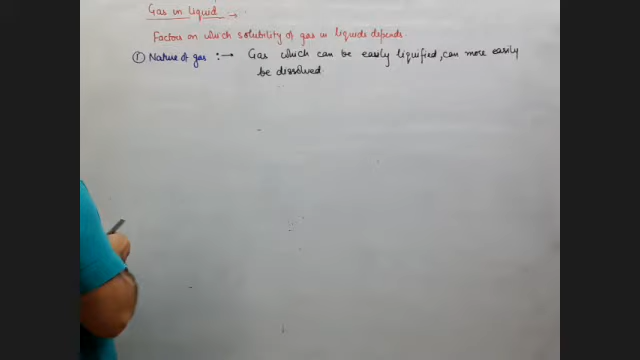 Gas in liquid :→
Factors on which solubility of gas in liquids depends.
① Nature of gas :→ Gas which can be easily liquified, can more easily
be dissolved